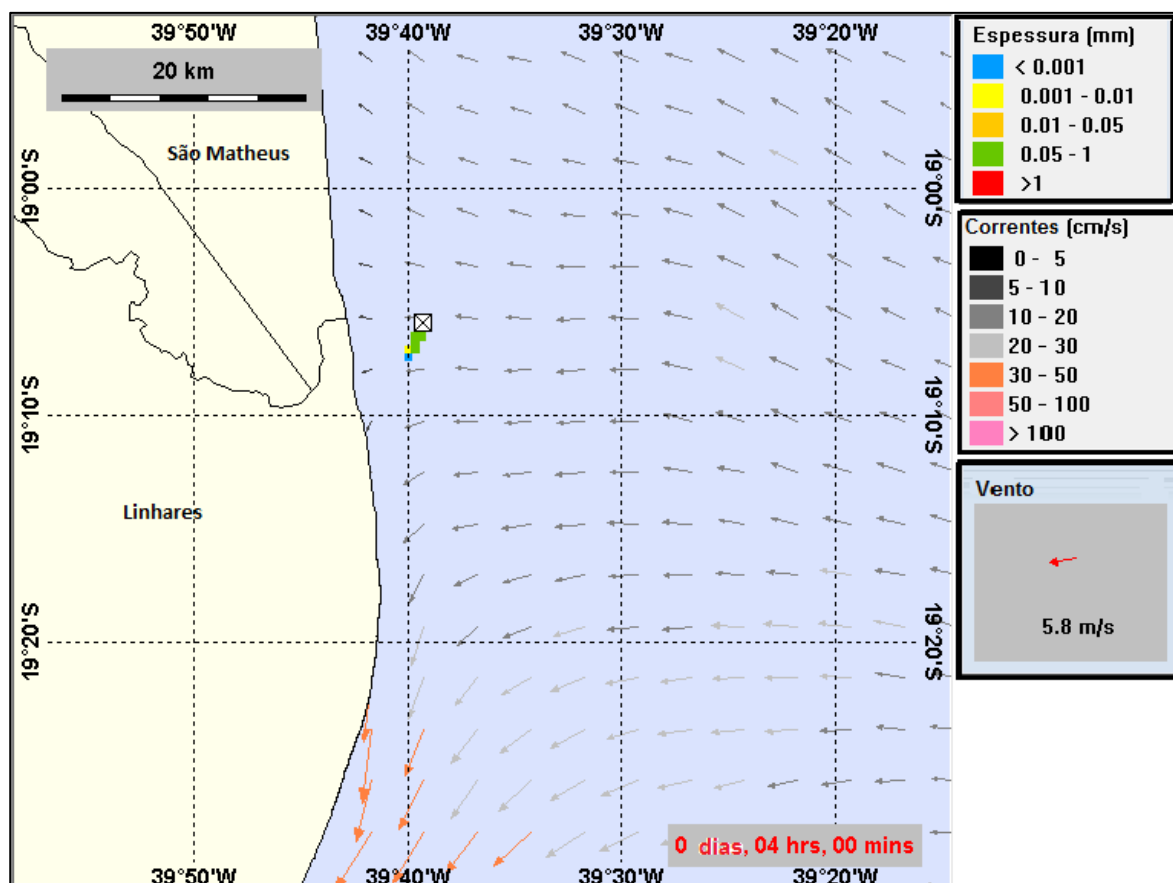 39°50'W 39°40'W 39°30'W 39°20'W
20 km
São Matheus
19°00'S 19°00'S
19°10'S 19°10'S
Linhares
19°20'S 19°20'S
0 dias, 04 hrs, 00 mins
39°50'W 39°40'W 39°30'W 39°20'W
Espessura (mm)
< 0.001
0.001 - 0.01
0.01 - 0.05
0.05 - 1
>1
Correntes (cm/s)
0 - 5
5 - 10
10 - 20
20 - 30
30 - 50
50 - 100
> 100
Vento
5.8 m/s